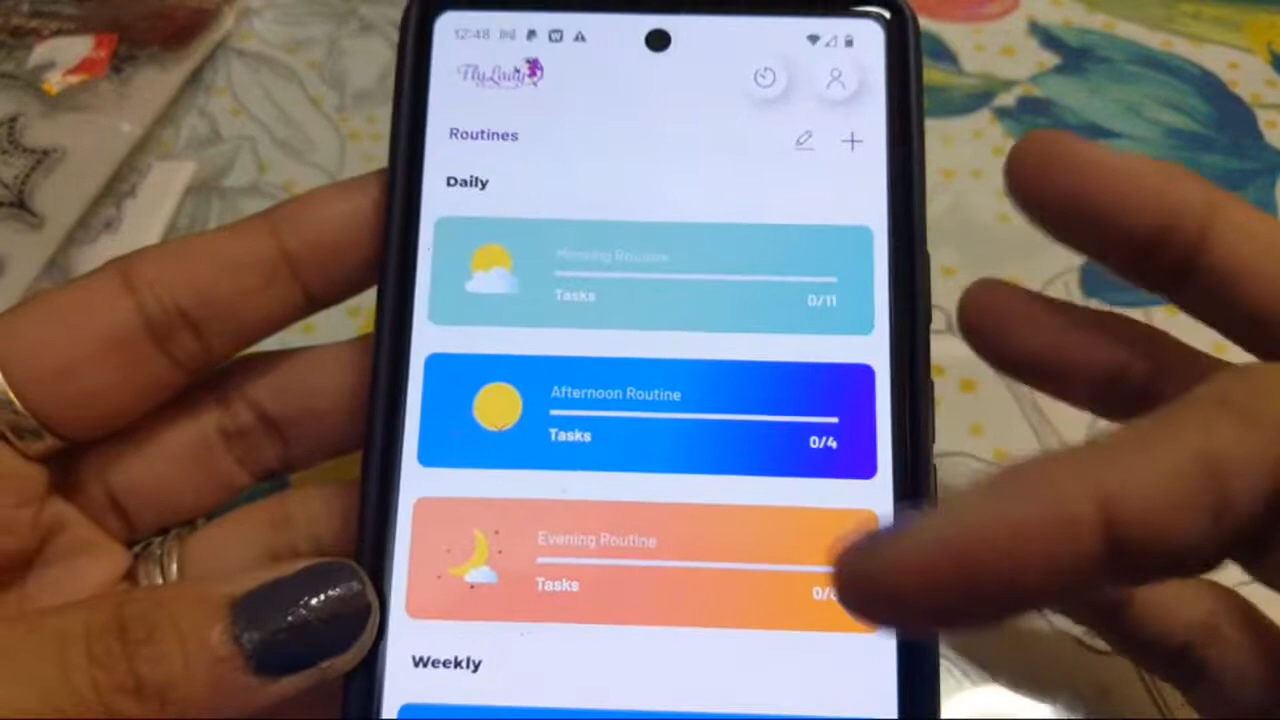 12:48
FlyLady
Routines
Daily
Morning Routine
Tasks
0/11
Afternoon Routine
Tasks
0/4
Evening Routine
Tasks
Weekly